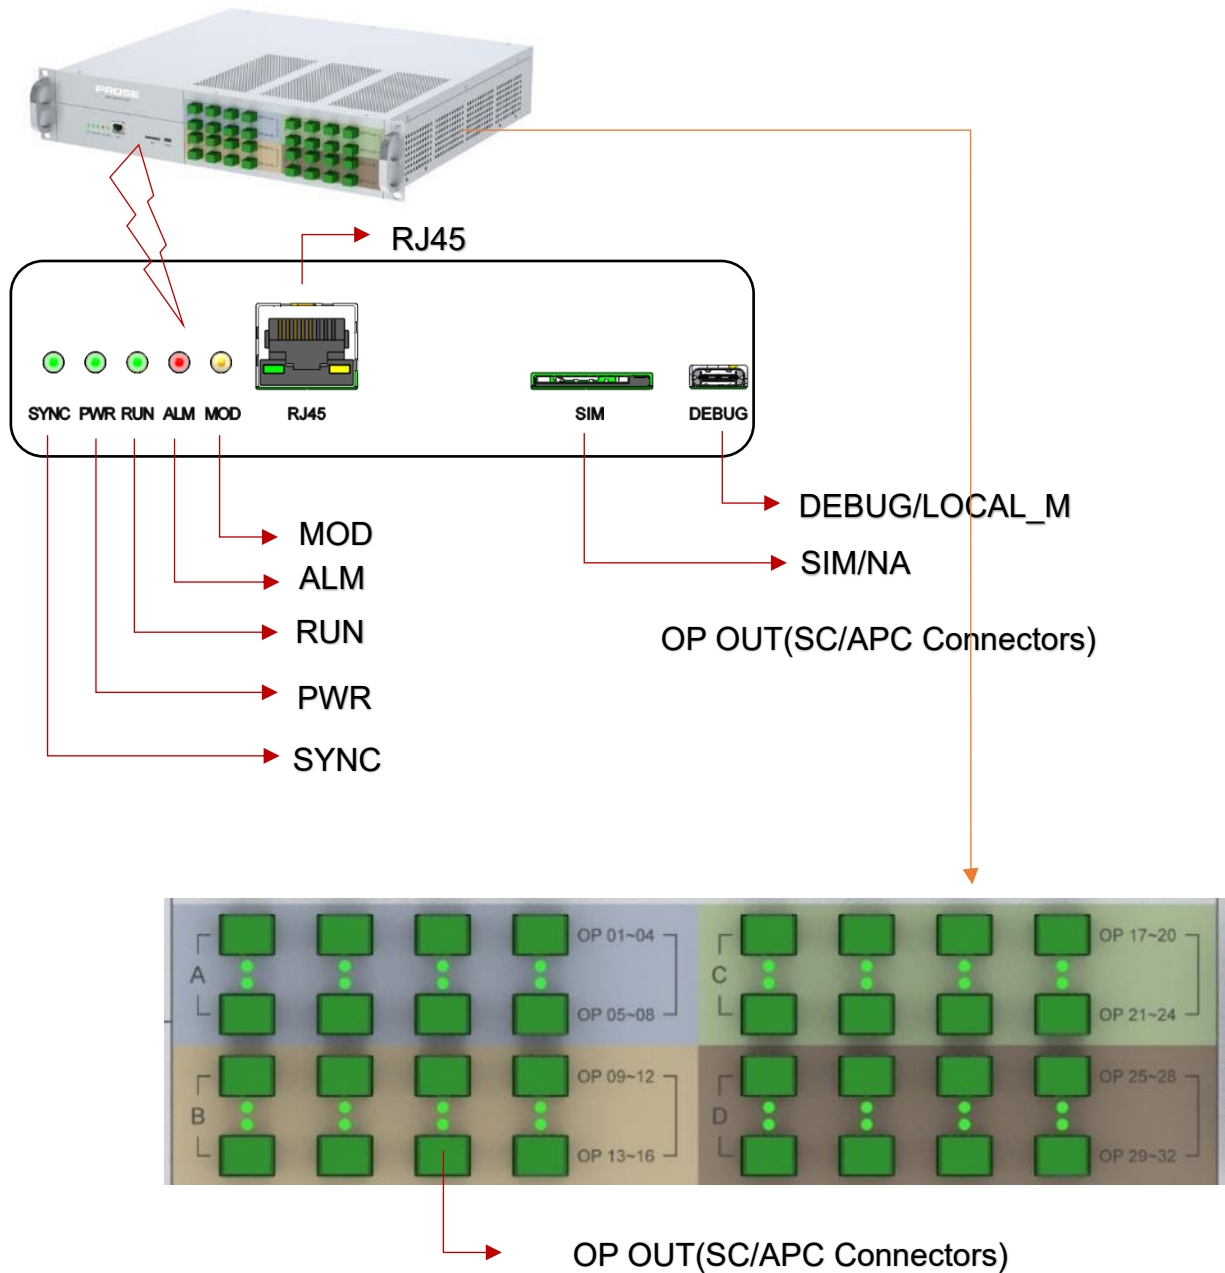 PROSE
RJ45
SYNC PWR RUN ALM MOD RJ45 SIM DEBUG
DEBUG/LOCAL_M
MOD
SIM/NA
ALM
RUN
OP OUT(SC/APC Connectors)
PWR
SYNC
A OP 01~04
OP 05~08
C OP 17~20
OP 21~24
B OP 09~12
OP 13~16
D OP 25~28
OP 29~32
OP OUT(SC/APC Connectors)